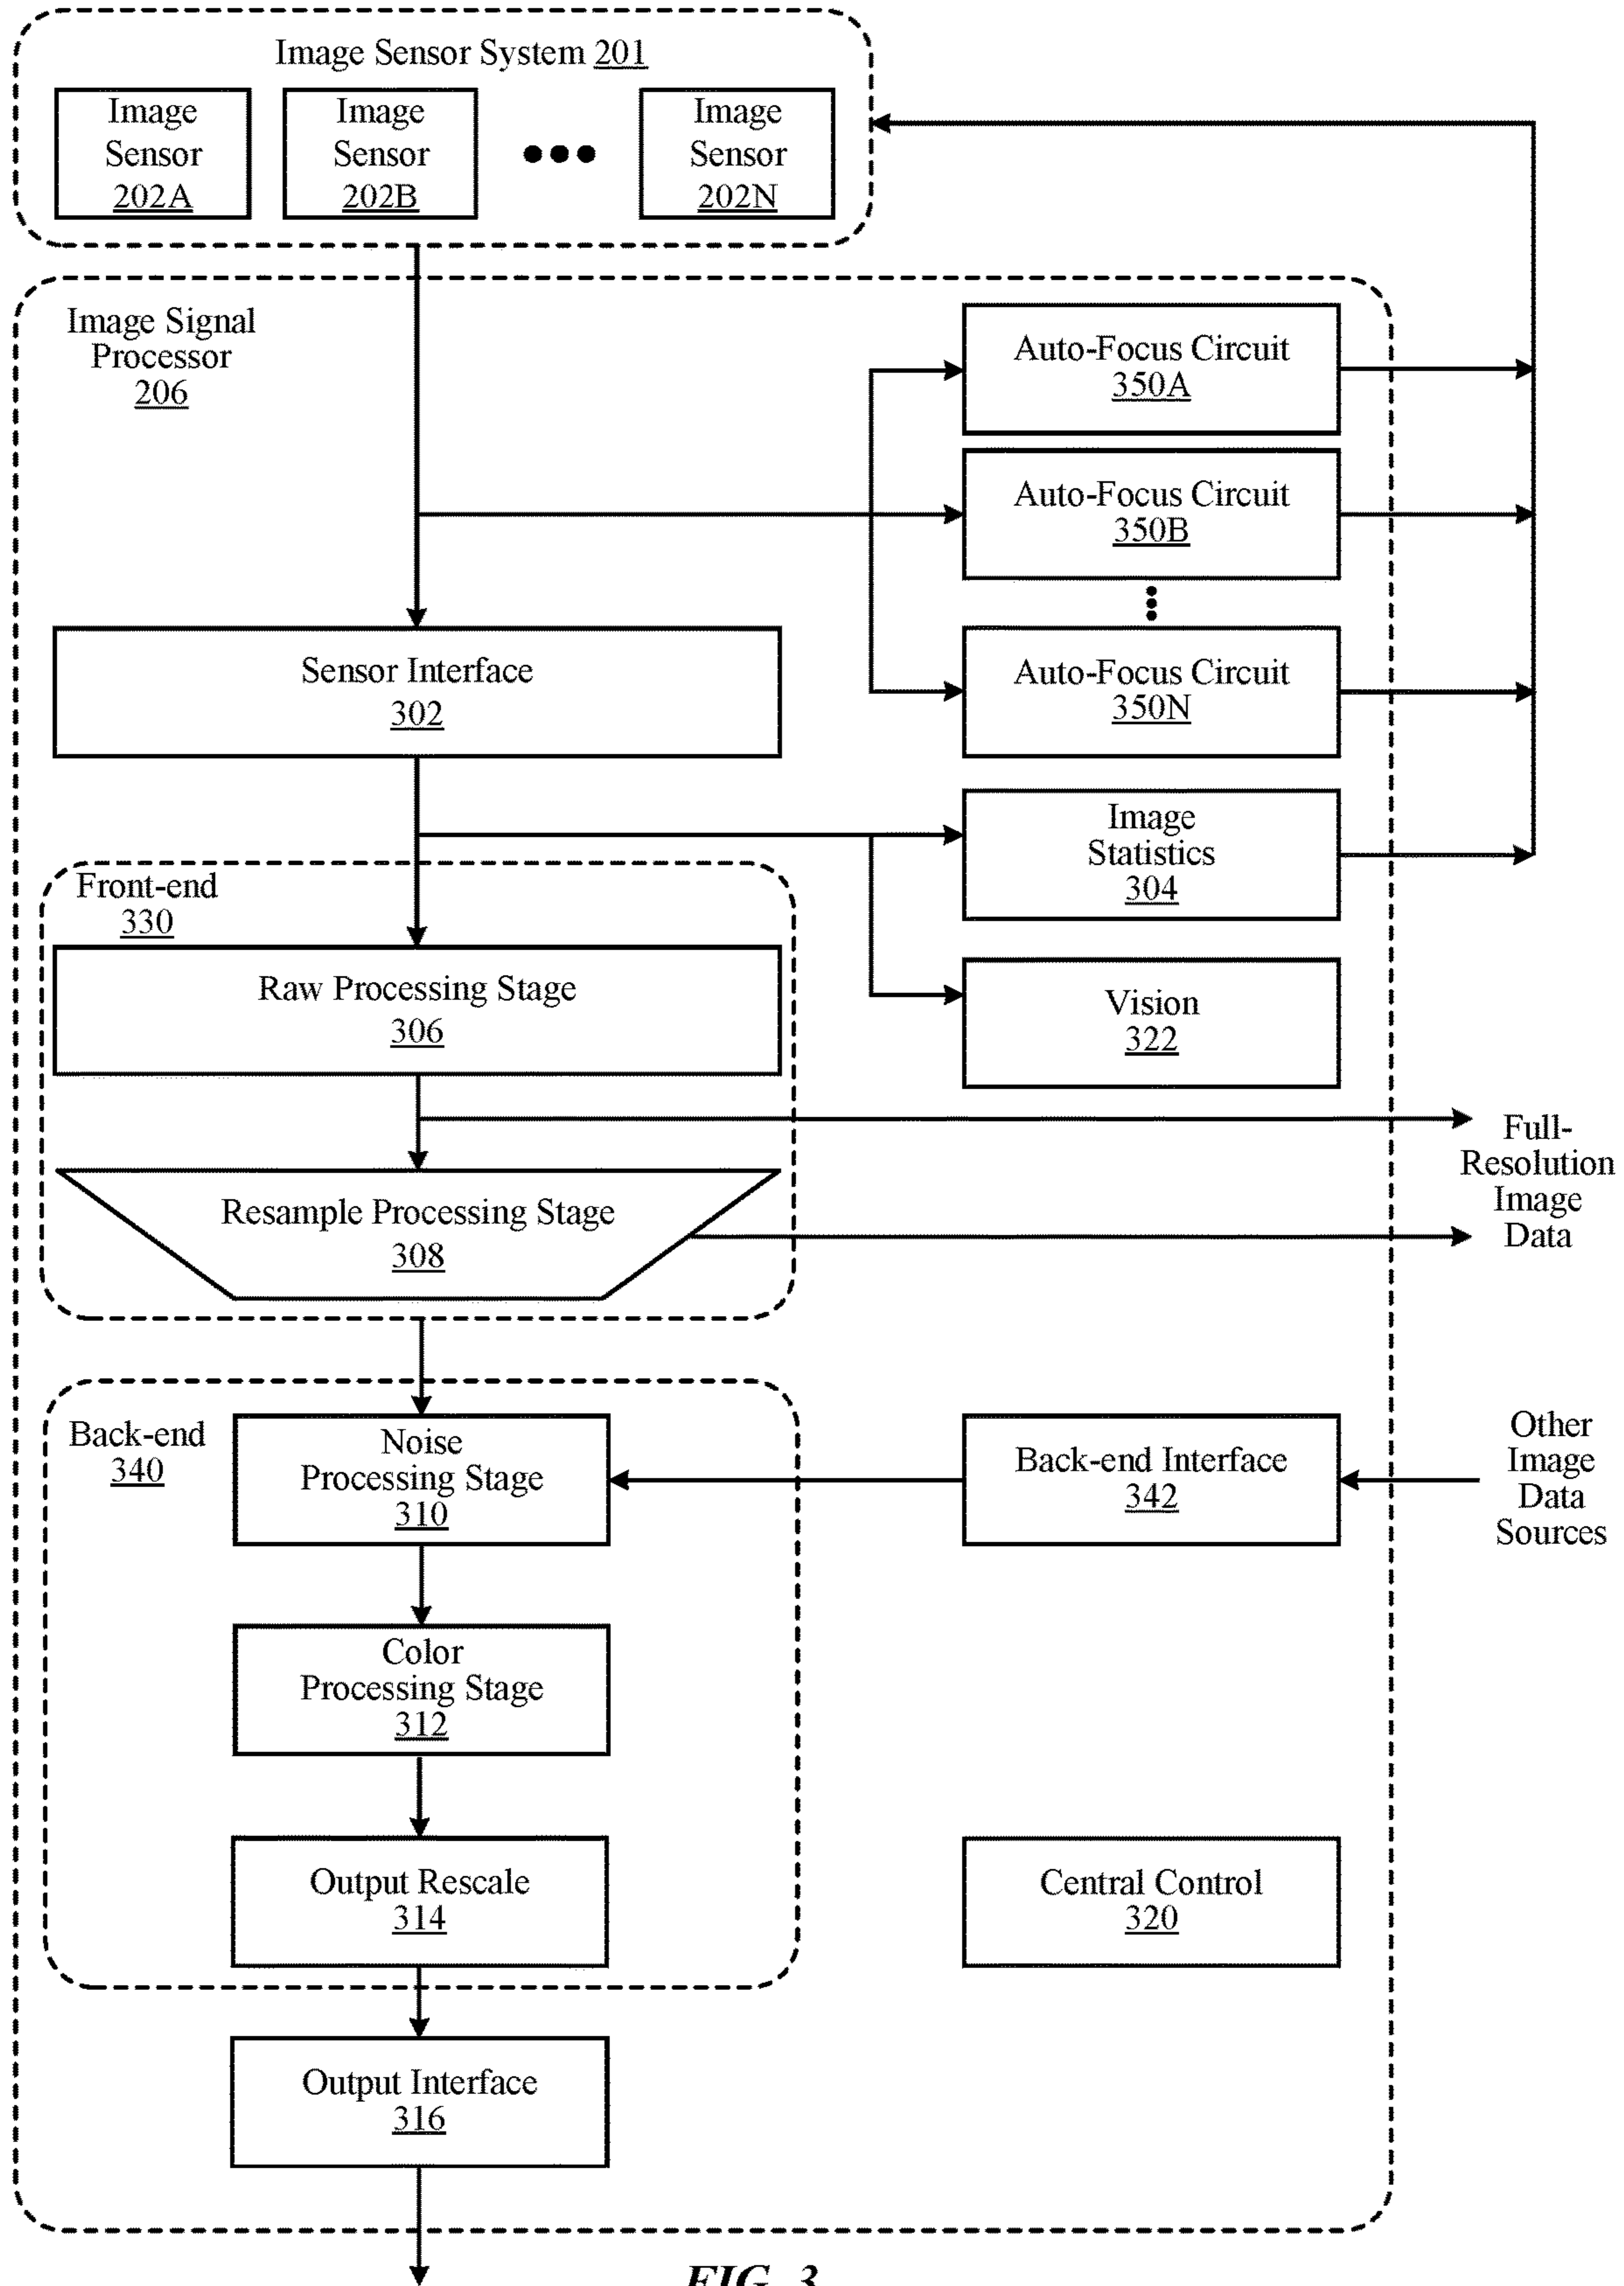 Image Sensor System 201
Image
Sensor
202A
Image
Sensor
202B
Image
Sensor
202N
Image Signal
Processor
206
Auto-Focus Circuit
350A
Auto-Focus Circuit
350B
Auto-Focus Circuit
350N
Sensor Interface
302
Image
Statistics
304
Front-end
330
Raw Processing Stage
306
Vision
322
Full-
Resolution
Image
Data
Resample Processing Stage
308
Back-end
340
Noise
Processing Stage
310
Back-end Interface
342
Other
Image
Data
Sources
Color
Processing Stage
312
Output Rescale
314
Central Control
320
Output Interface
316
FIG. 3